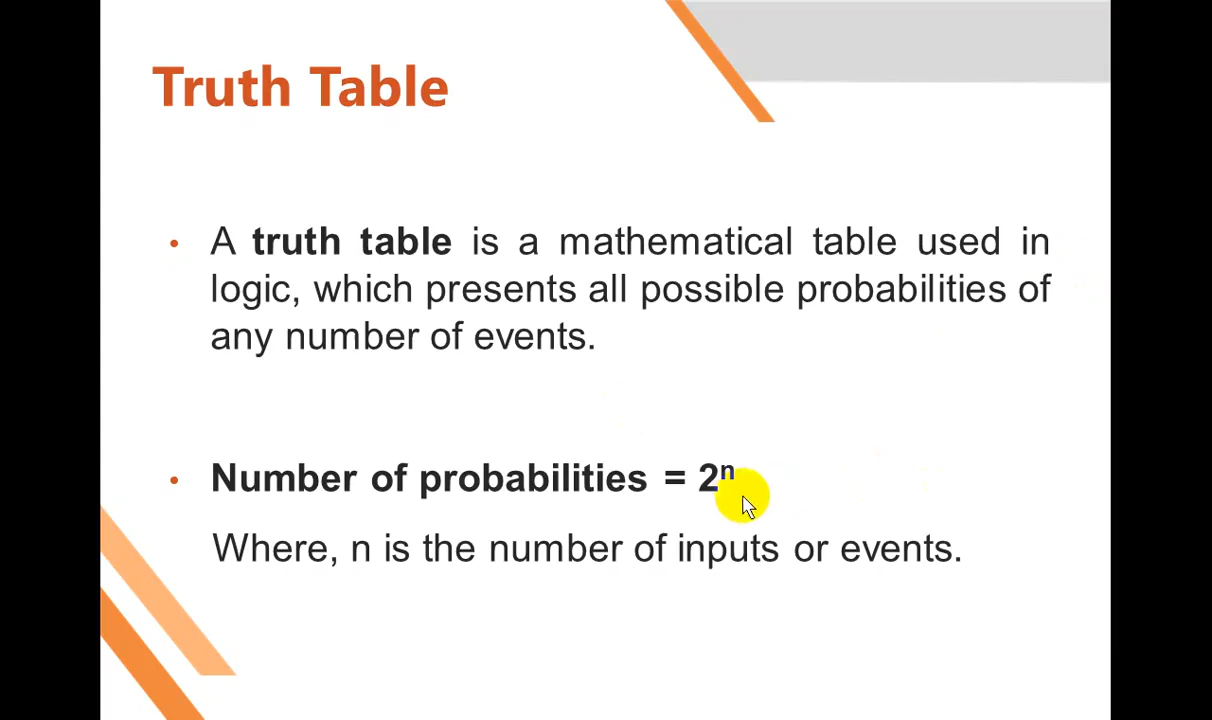 Truth Table
• A truth table is a mathematical table used in
logic, which presents all possible probabilities of
any number of events.
• Number of probabilities = 2ⁿ
Where, n is the number of inputs or events.